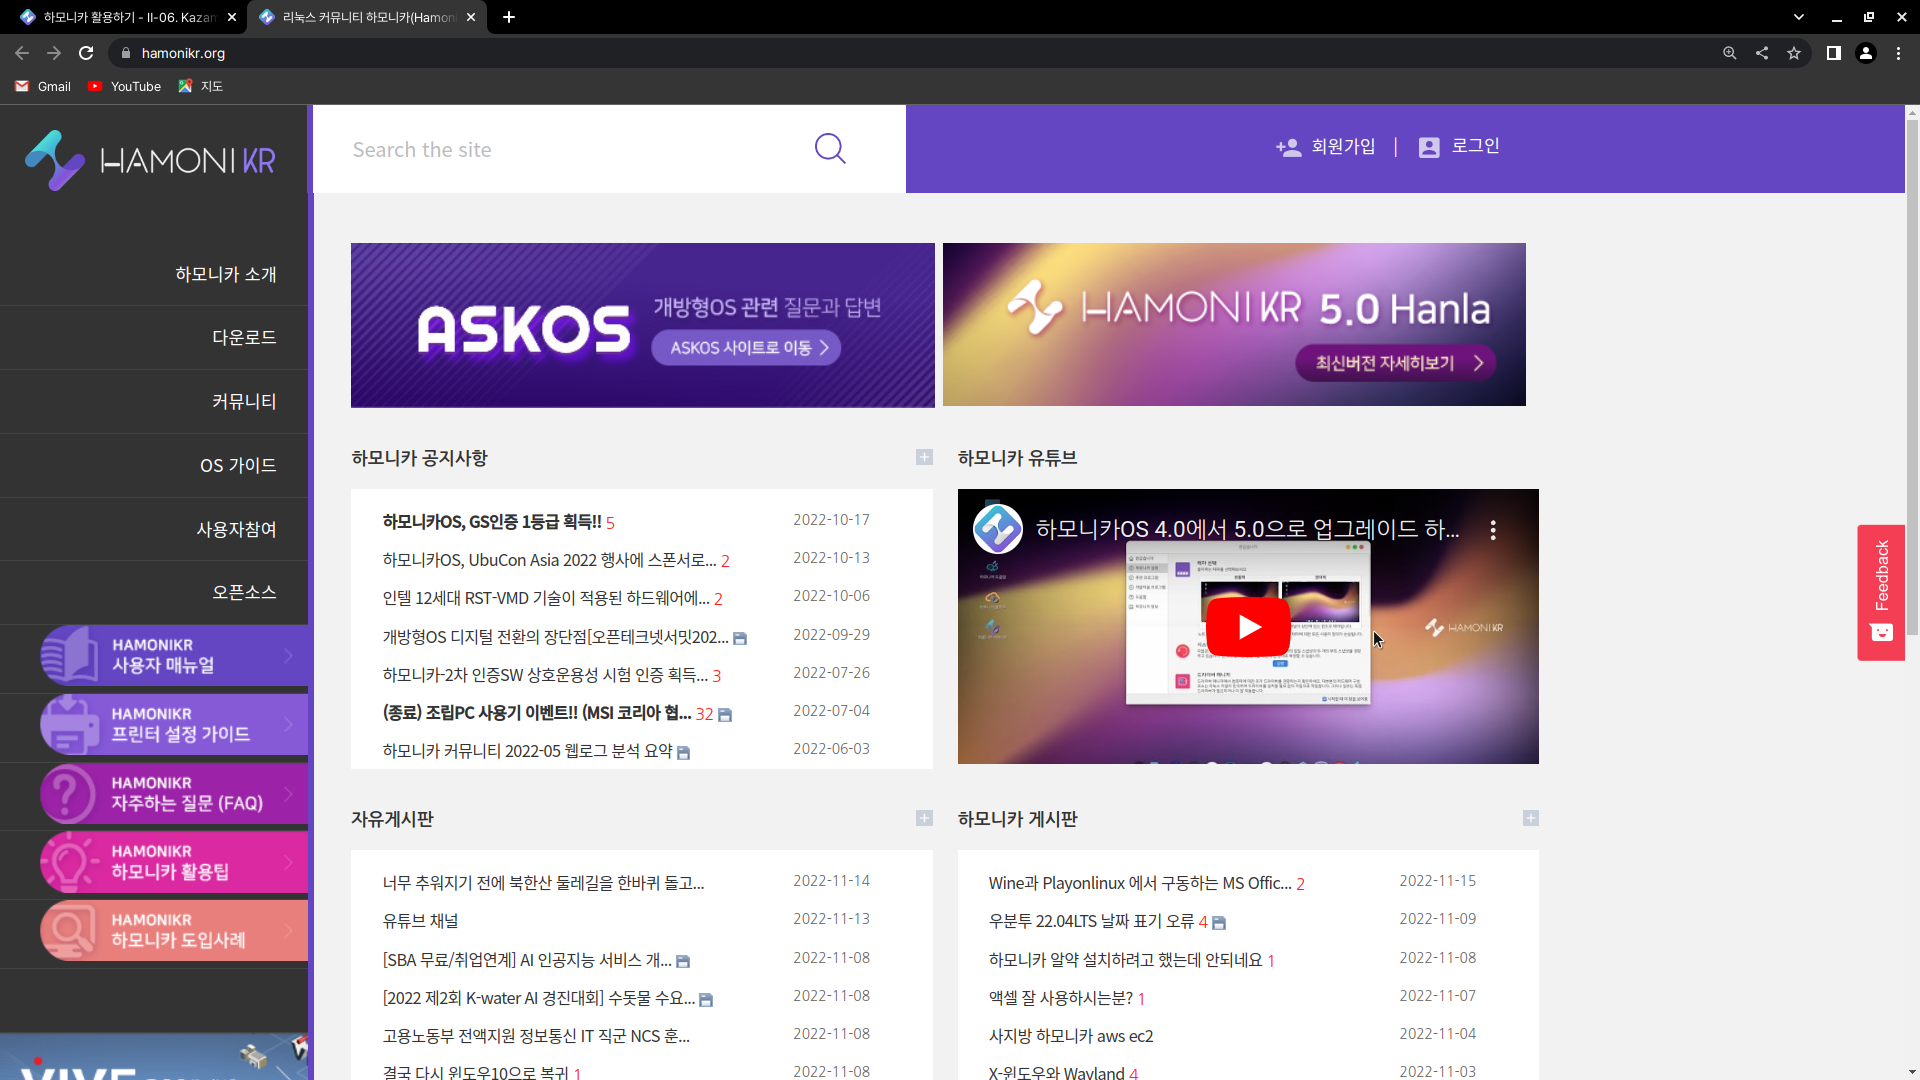 하모니카 활용하기 - II-06. Kazam
리눅스 커뮤니티 하모니카(Hamoni
hamonikr.org
Gmail
YouTube
지도
HAMONIKR
Search the site
회원가입 | 로그인
하모니카 소개
다운로드
커뮤니티
OS 가이드
사용자참여
오픈소스
HAMONIKR
사용자 매뉴얼
HAMONIKR
프린터 설정 가이드
HAMONIKR
자주하는 질문 (FAQ)
HAMONIKR
하모니카 활용팁
HAMONIKR
하모니카 도입사례
ASKOS
개방형OS 관련 질문과 답변
ASKOS 사이트로 이동
HAMONIKR 5.0 Hanla
최신버전 자세히보기
하모니카 공지사항
하모니카OS, GS인증 1등급 획득!! 5 2022-10-17
하모니카OS, UbuCon Asia 2022 행사에 스폰서로... 2 2022-10-13
인텔 12세대 RST-VMD 기술이 적용된 하드웨어에... 2 2022-10-06
개방형OS 디지털 전환의 장단점[오픈테크넷서밋202... 2022-09-29
하모니카-2차 인증SW 상호운용성 시험 인증 획득... 3 2022-07-26
(종료) 조립PC 사용기 이벤트!! (MSI 코리아 협... 32 2022-07-04
하모니카 커뮤니티 2022-05 웹로그 분석 요약 2022-06-03
하모니카 유튜브
하모니카OS 4.0에서 5.0으로 업그레이드 하...
HAMONIKR
Feedback
자유게시판
너무 추워지기 전에 북한산 둘레길을 한바퀴 돌고... 2022-11-14
유튜브 채널 2022-11-13
[SBA 무료/취업연계] AI 인공지능 서비스 개... 2022-11-08
[2022 제2회 K-water AI 경진대회] 수돗물 수요... 2022-11-08
고용노동부 전액지원 정보통신 IT 직군 NCS 훈... 2022-11-08
결국 다시 윈도우10으로 복귀 1 2022-11-08
하모니카 게시판
Wine과 Playonlinux 에서 구동하는 MS Offic... 2 2022-11-15
우분투 22.04LTS 날짜 표기 오류 4 2022-11-09
하모니카 알약 설치하려고 했는데 안되네요 1 2022-11-08
액셀 잘 사용하시는분? 1 2022-11-07
사지방 하모니카 aws ec2 2022-11-04
X-윈도우와 Wayland 4 2022-11-03